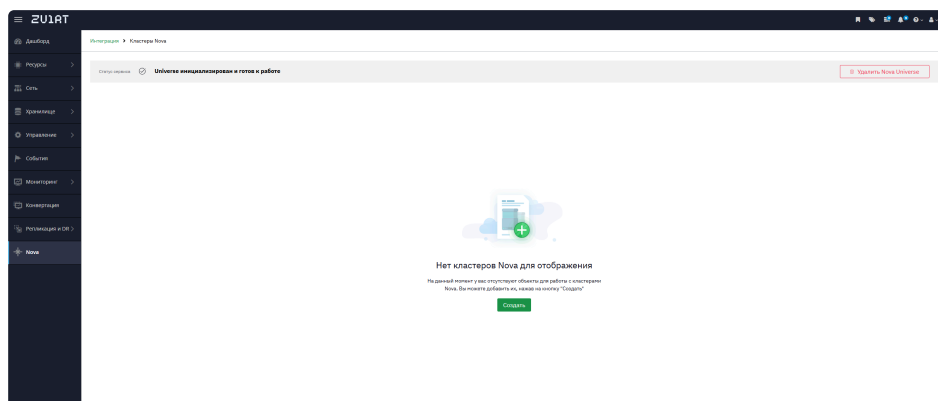 ZVIRT
Дашборд
Интеграция > Кластеры Nova
Ресурсы
Статус сервиса: Universe инициализирован и готов к работе
Удалить Nova Universe
Сеть
Хранилище
Управление
События
Мониторинг
Конвертация
Репликация и DR
Nova
Нет кластеров Nova для отображения
На данный момент у вас отсутствуют объекты для работы с кластерами
Nova. Вы можете добавить их, нажав на кнопку "Создать"
Создать